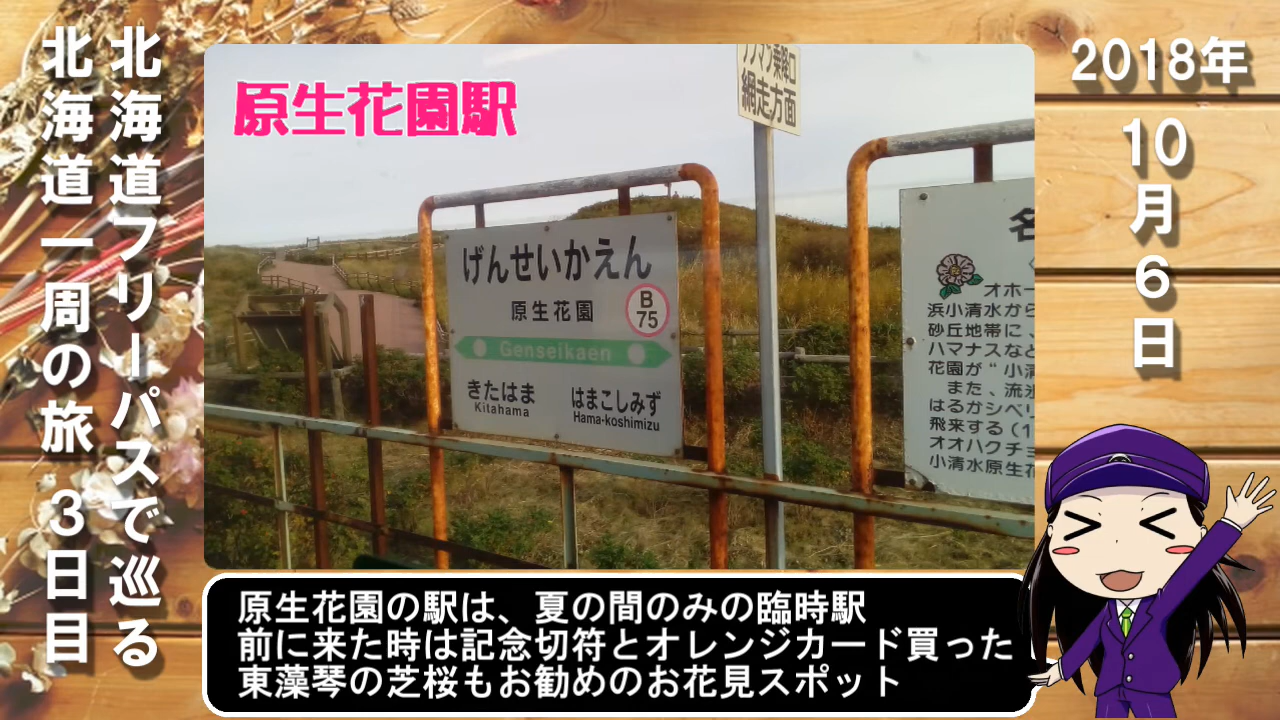 北海道フリーパスで巡る
北海道一周の旅 3日目
2018年
10月6日
原生花園駅
網走方面
げんせいかえん
原生花園
B
75
Genseikaen
きたはま
Kitahama
はまこしみず
Hama-koshimizu
名
オホー
浜小清水から
砂丘地帯に、
ハマナスなど
花園が“小清
また、流氷
はるかシベリ
飛来する(1
オオハクチョ
小清水原生花
原生花園の駅は、夏の間のみの臨時駅
前に来た時は記念切符とオレンジカード買った
東藻琴の芝桜もお勧めのお花見スポット